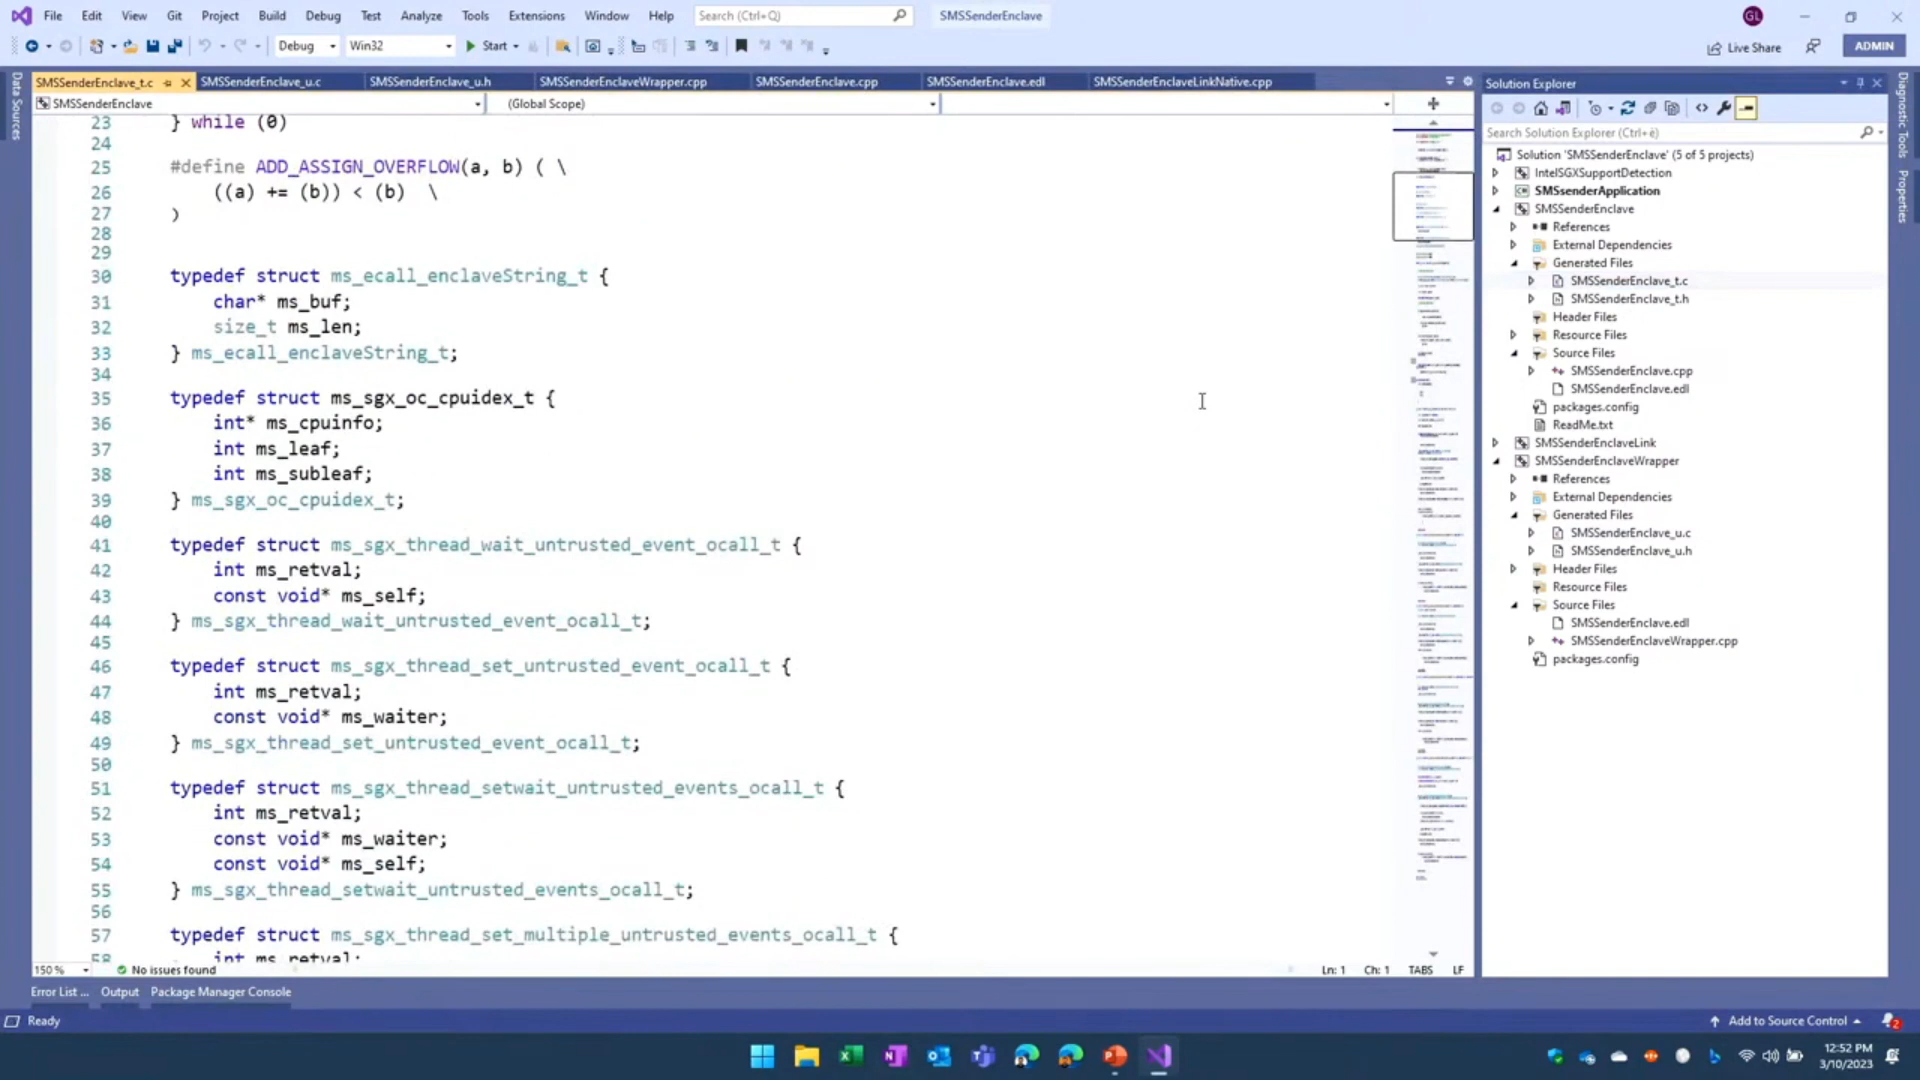 File Edit View Git Project Build Debug Test Analyze Tools Extensions Window Help Search (Ctrl+Q) SMSSenderEnclave GL
Debug Win32 Start Live Share ADMIN
Data Sources
SMSSenderEnclave_t.c SMSSenderEnclave_u.c SMSSenderEnclave_u.h SMSSenderEnclaveWrapper.cpp SMSSenderEnclave.cpp SMSSenderEnclave.edl SMSSenderEnclaveLinkNative.cpp
SMSSenderEnclave (Global Scope)
23 } while (0)
24
25 #define ADD_ASSIGN_OVERFLOW(a, b) ( \
26 ((a) += (b)) < (b) \
27 )
28
29
30 typedef struct ms_ecall_enclaveString_t {
31 char* ms_buf;
32 size_t ms_len;
33 } ms_ecall_enclaveString_t;
34
35 typedef struct ms_sgx_oc_cpuidex_t {
36 int* ms_cpuinfo;
37 int ms_leaf;
38 int ms_subleaf;
39 } ms_sgx_oc_cpuidex_t;
40
41 typedef struct ms_sgx_thread_wait_untrusted_event_ocall_t {
42 int ms_retval;
43 const void* ms_self;
44 } ms_sgx_thread_wait_untrusted_event_ocall_t;
45
46 typedef struct ms_sgx_thread_set_untrusted_event_ocall_t {
47 int ms_retval;
48 const void* ms_waiter;
49 } ms_sgx_thread_set_untrusted_event_ocall_t;
50
51 typedef struct ms_sgx_thread_setwait_untrusted_events_ocall_t {
52 int ms_retval;
53 const void* ms_waiter;
54 const void* ms_self;
55 } ms_sgx_thread_setwait_untrusted_events_ocall_t;
56
57 typedef struct ms_sgx_thread_set_multiple_untrusted_events_ocall_t {
58 int ms_retval;
150 % No issues found Ln: 1 Ch: 1 TABS LF
Solution Explorer
Search Solution Explorer (Ctrl+è)
Solution 'SMSSenderEnclave' (5 of 5 projects)
IntelSGXSupportDetection
SMSsenderApplication
SMSSenderEnclave
References
External Dependencies
Generated Files
SMSSenderEnclave_t.c
SMSSenderEnclave_t.h
Header Files
Resource Files
Source Files
SMSSenderEnclave.cpp
SMSSenderEnclave.edl
packages.config
ReadMe.txt
SMSSenderEnclaveLink
SMSSenderEnclaveWrapper
References
External Dependencies
Generated Files
SMSSenderEnclave_u.c
SMSSenderEnclave_u.h
Header Files
Resource Files
Source Files
SMSSenderEnclave.edl
SMSSenderEnclaveWrapper.cpp
packages.config
Diagnostic Tools
Properties
Error List ... Output Package Manager Console
Ready Add to Source Control 2
12:52 PM
3/10/2023